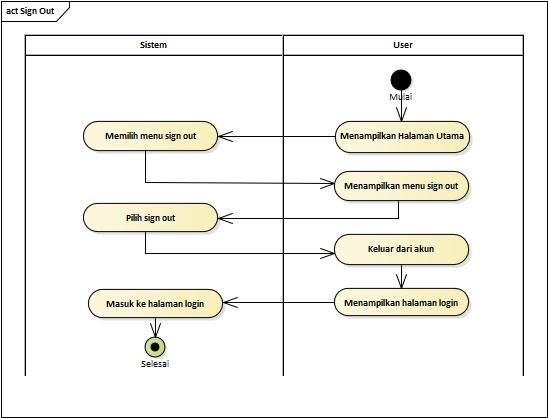 act Sign Out
Sistem
User
Mulai
Menampilkan Halaman Utama
Memilih menu sign out
Menampilkan menu sign out
Pilih sign out
Keluar dari akun
Menampilkan halaman login
Masuk ke halaman login
Selesai